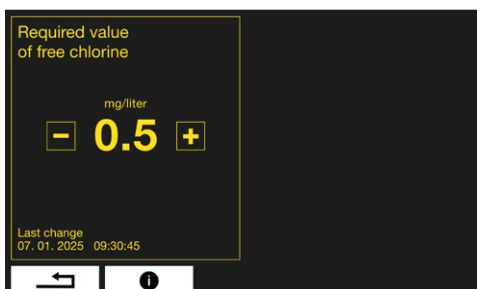 Required value
of free chlorine
mg/liter
− 0.5 +
Last change
07. 01. 2025 09:30:45